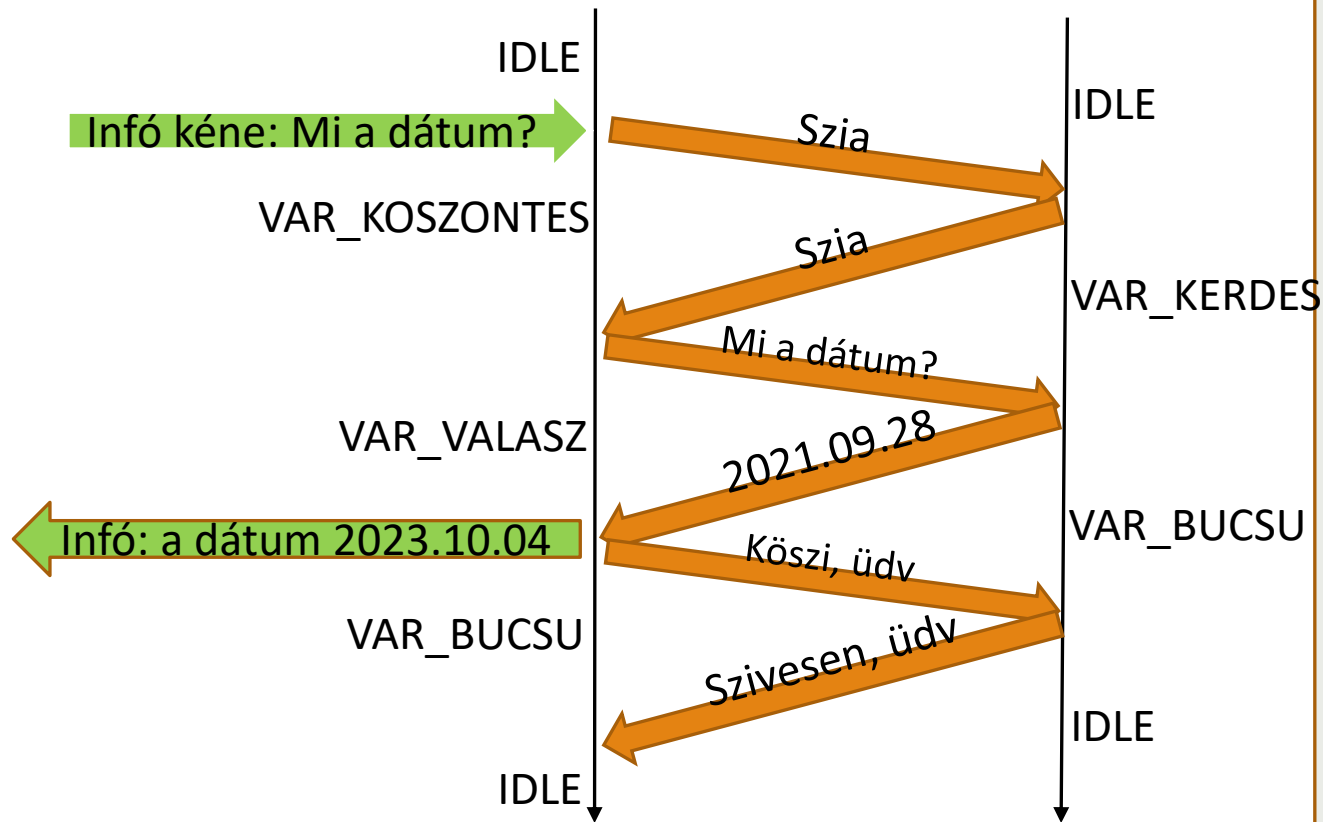 IDLE
IDLE
Infó kéne: Mi a dátum?
Szia
VAR_KOSZONTES
Szia
VAR_KERDES
Mi a dátum?
VAR_VALASZ
2021.09.28
Infó: a dátum 2023.10.04
VAR_BUCSU
Köszi, üdv
VAR_BUCSU
Szivesen, üdv
IDLE
IDLE